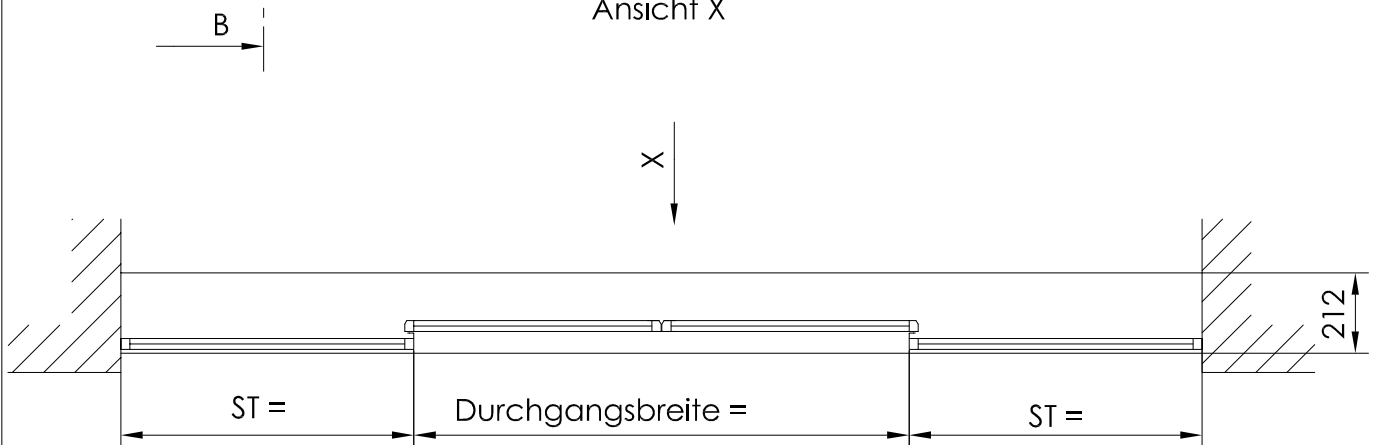 Ansicht X
B
X
212
ST =
Durchgangsbreite =
ST =